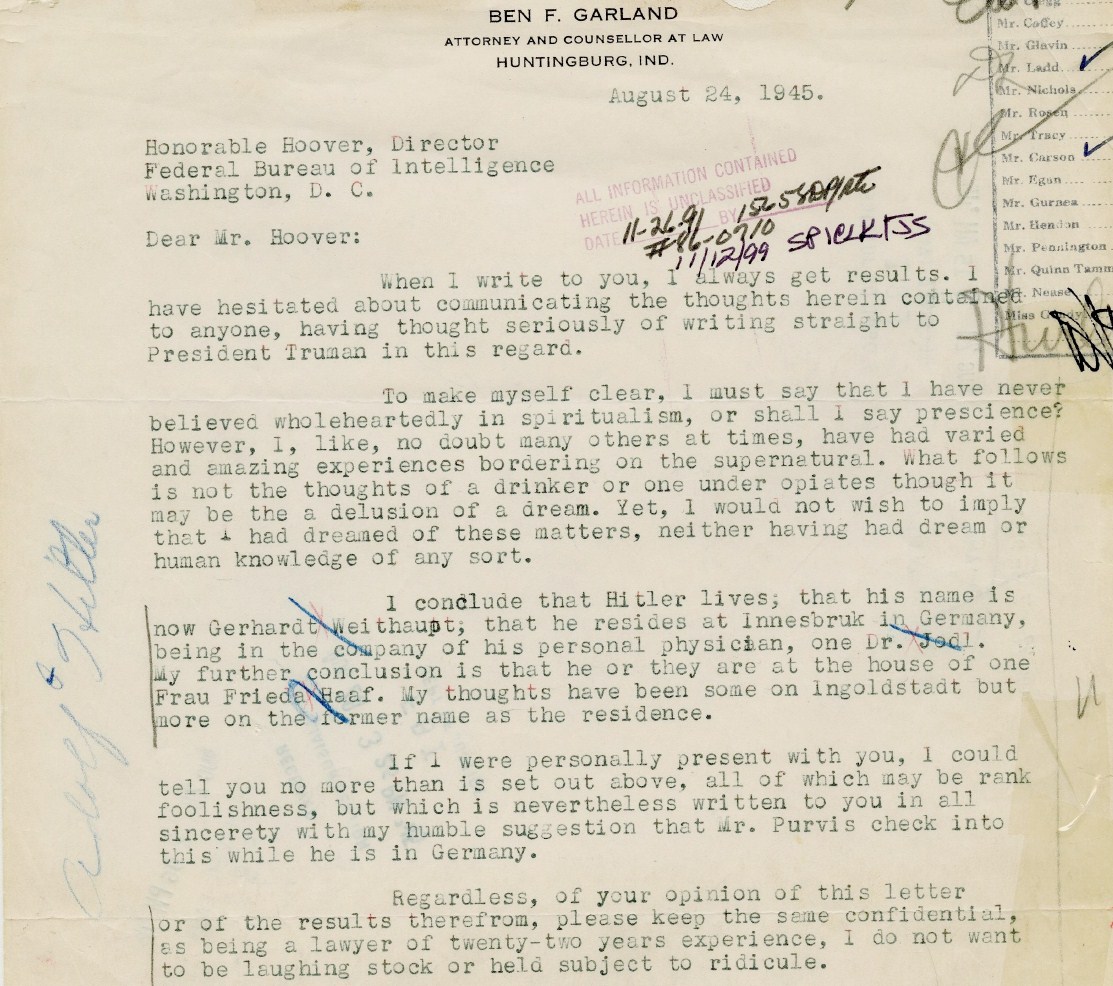 BEN F. GARLAND
ATTORNEY AND COUNSELLOR AT LAW
HUNTINGBURG, IND.
August 24, 1945.
Mr. Coffey
Mr. Glavin
Mr. Ladd
Mr. Nichols
Mr. Rosen
Mr. Tracy
Mr. Carson
Mr. Egan
Mr. Gurnea
Mr. Hendon
Mr. Pennington
Mr. Quinn Tamm
Mr. Nease
Miss Gandy
Honorable Hoover, Director
Federal Bureau of Intelligence
Washington, D. C.
ALL INFORMATION CONTAINED
HEREIN IS UNCLASSIFIED
DATE BY
11-26-91
#86-0710
11/12/99
Dear Mr. Hoover:
When I write to you, I always get results. I
have hesitated about communicating the thoughts herein contained
to anyone, having thought seriously of writing straight to
President Truman in this regard.
To make myself clear, I must say that I have never
believed wholeheartedly in spiritualism, or shall I say prescience?
However, I, like, no doubt many others at times, have had varied
and amazing experiences bordering on the supernatural. What follows
is not the thoughts of a drinker or one under opiates though it
may be the a delusion of a dream. Yet, I would not wish to imply
that I had dreamed of these matters, neither having had dream or
human knowledge of any sort.
I conclude that Hitler lives; that his name is
now Gerhardt Weithaupt; that he resides at Innesbruk in Germany,
being in the company of his personal physician, one Dr. Jodl.
My further conclusion is that he or they are at the house of one
Frau Frieda Haaf. My thoughts have been some on Ingoldstadt but
more on the former name as the residence.
If I were personally present with you, I could
tell you no more than is set out above, all of which may be rank
foolishness, but which is nevertheless written to you in all
sincerety with my humble suggestion that Mr. Purvis check into
this while he is in Germany.
Regardless, of your opinion of this letter
or of the results therefrom, please keep the same confidential,
as being a lawyer of twenty-two years experience, I do not want
to be laughing stock or held subject to ridicule.
Adolf Hitler